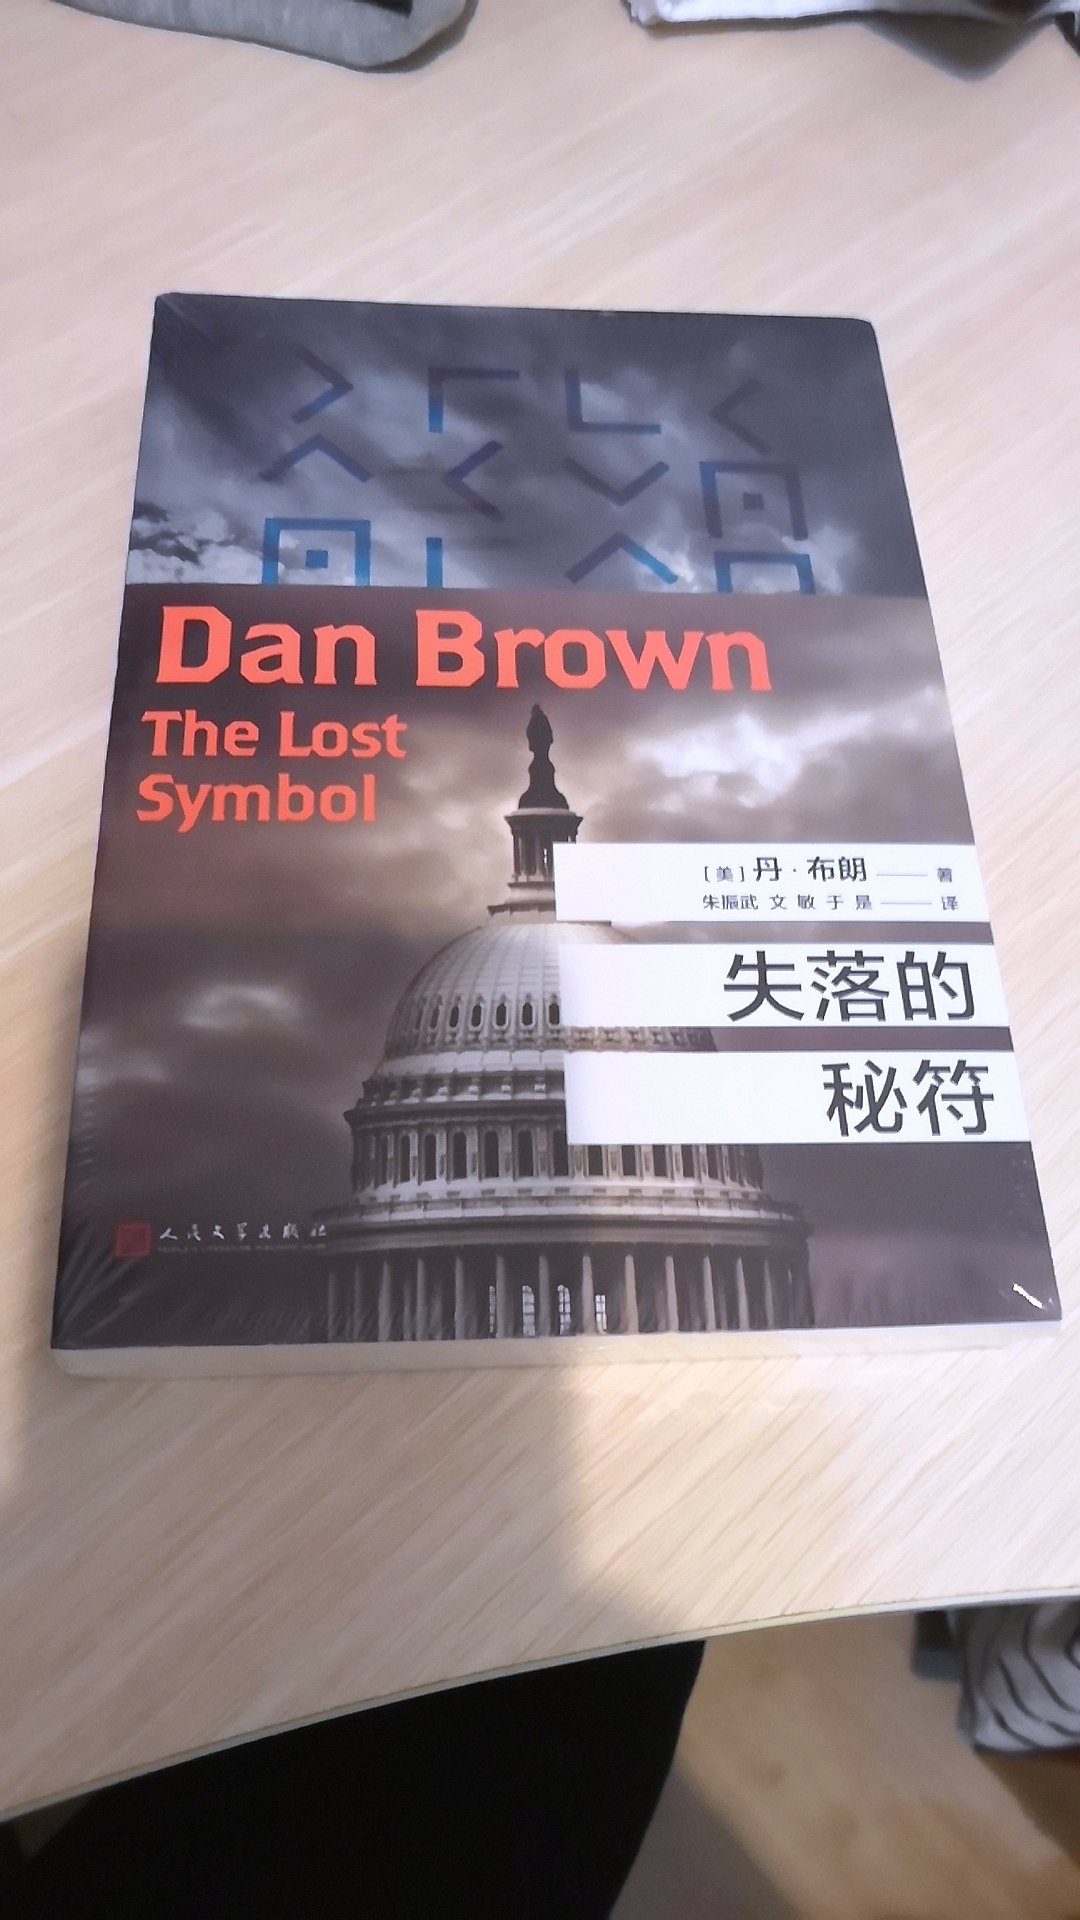 Dan Brown
The Lost
Symbol
[美] 丹·布朗 —— 著
朱振武 文 敏 于 是 —— 译
失落的
秘符
人民文学出版社